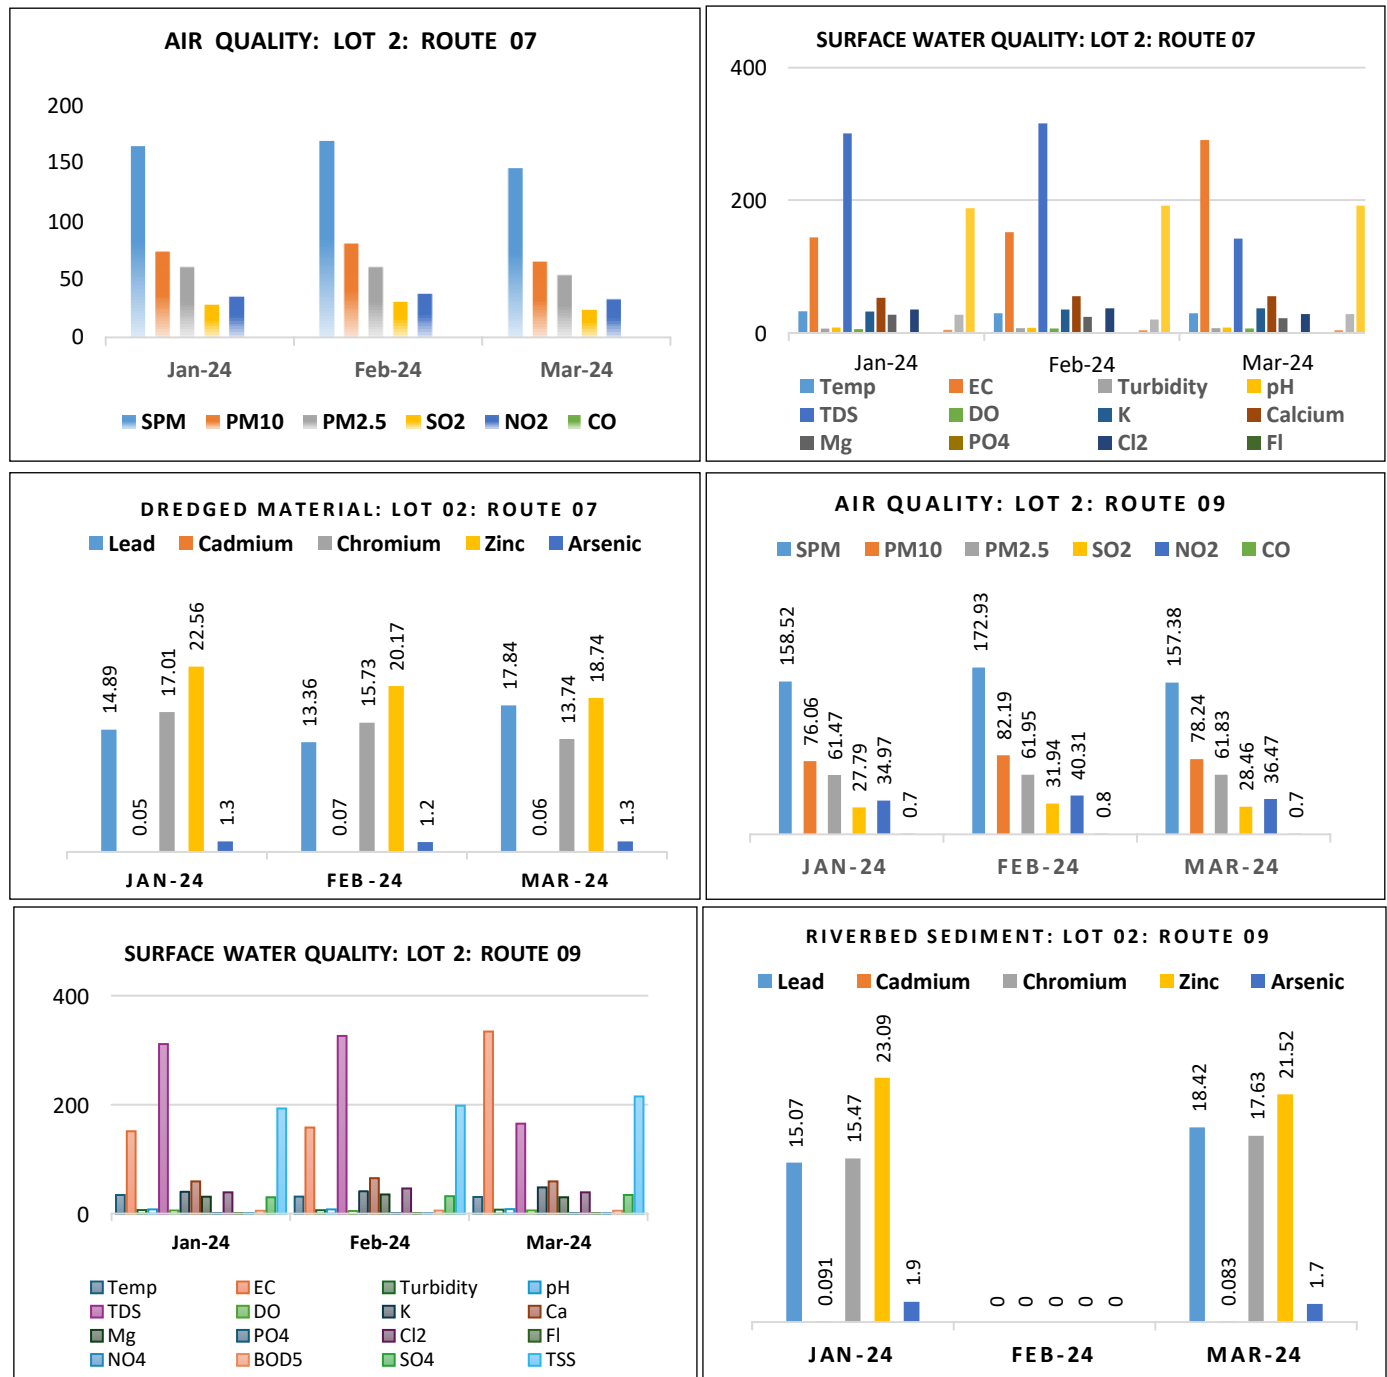 AIR QUALITY: LOT 2: ROUTE 07
200
150
100
50
0
Jan-24 Feb-24 Mar-24
SPM PM10 PM2.5 SO2 NO2 CO
SURFACE WATER QUALITY: LOT 2: ROUTE 07
400
200
0
Jan-24 Feb-24 Mar-24
Temp EC Turbidity pH
TDS DO K Calcium
Mg PO4 Cl2 Fl
DREDGED MATERIAL: LOT 02: ROUTE 07
Lead Cadmium Chromium Zinc Arsenic
14.89 0.05 17.01 22.56 1.3 13.36 0.07 15.73 20.17 1.2 17.84 0.06 13.74 18.74 1.3
JAN-24 FEB-24 MAR-24
AIR QUALITY: LOT 2: ROUTE 09
SPM PM10 PM2.5 SO2 NO2 CO
158.52 76.06 61.47 27.79 34.97 0.7 172.93 82.19 61.95 31.94 40.31 0.8 157.38 78.24 61.83 28.46 36.47 0.7
JAN-24 FEB-24 MAR-24
SURFACE WATER QUALITY: LOT 2: ROUTE 09
400
200
0
Jan-24 Feb-24 Mar-24
Temp EC Turbidity pH
TDS DO K Ca
Mg PO4 Cl2 Fl
NO4 BOD5 SO4 TSS
RIVERBED SEDIMENT: LOT 02: ROUTE 09
Lead Cadmium Chromium Zinc Arsenic
15.07 0.091 15.47 23.09 1.9 0 0 0 0 0 18.42 0.083 17.63 21.52 1.7
JAN-24 FEB-24 MAR-24